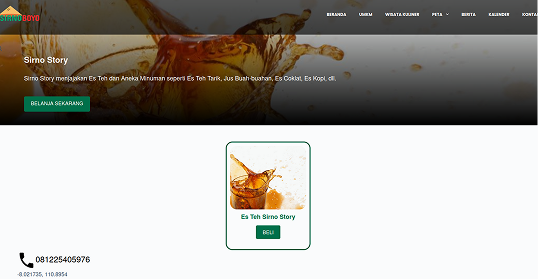 SIRNOBOYO
BERANDA UMKM WISATA KULINER PETA BERITA KALENDER
Sirno Story
Sirno Story menjajakan Es Teh dan Aneka Minuman seperti Es Teh Tarik, Jus Buah-buahan, Es Coklat, Es Kopi, dll.
BELANJA SEKARANG
Es Teh Sirno Story
BELI
081225405976
-8.021735, 110.8954